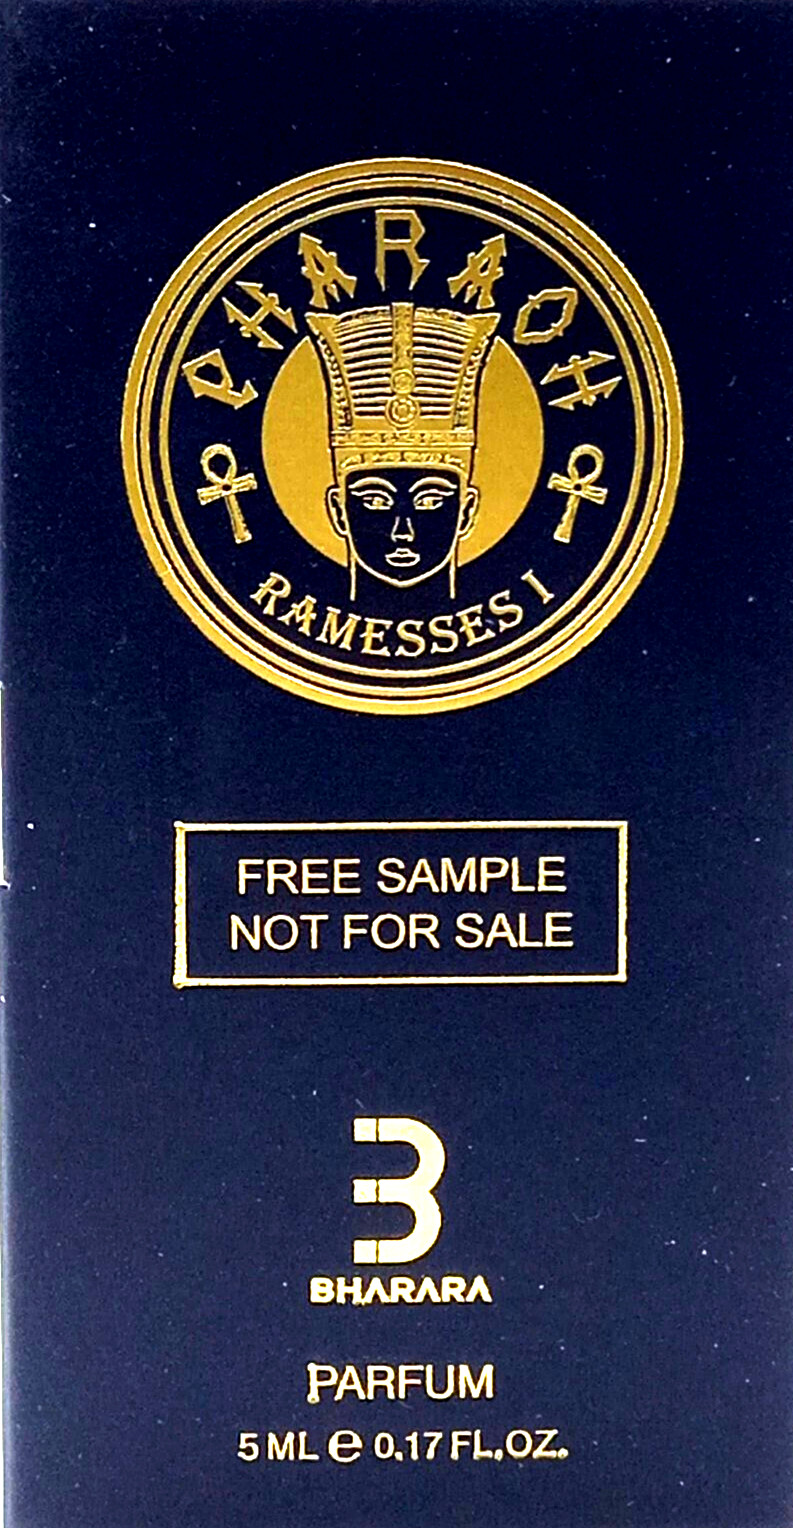 PHARAOH
RAMESSES I
FREE SAMPLE
NOT FOR SALE
BHARARA
PARFUM
5 ML ℮ 0.17 FL.OZ.